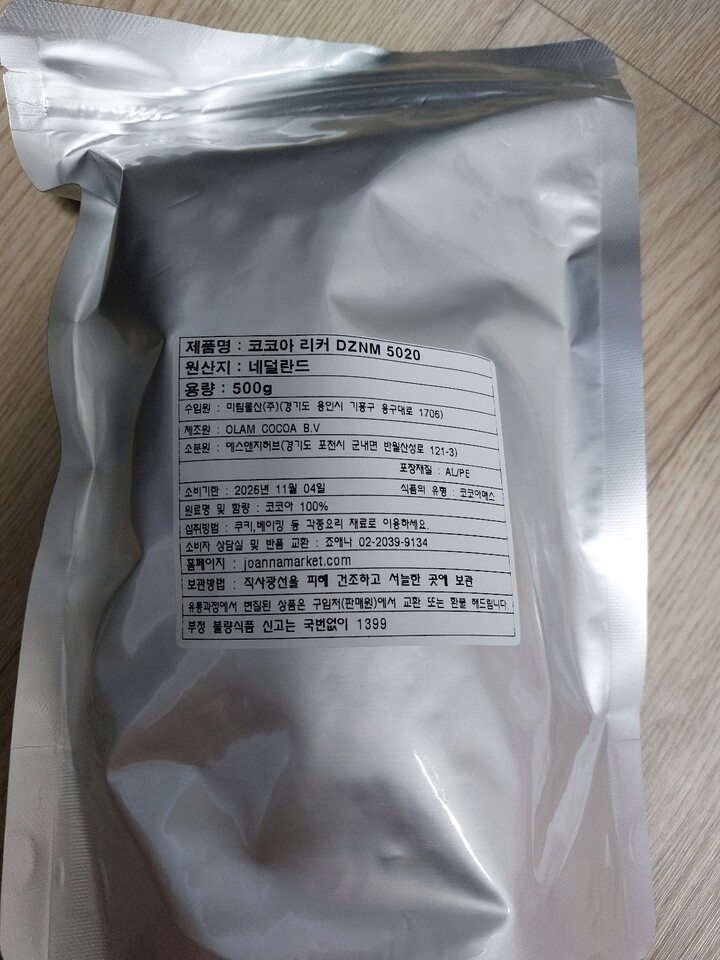 제품명 : 코코아 리커 DZNM 5020
원산지 : 네덜란드
용량 : 500g
수입원 : 미림물산(주)(경기도 용인시 기흥구 용구대로 1706)
제조원 : OLAM COCOA B.V
소분원 : 에스앤지허브(경기도 포천시 군내면 반월산성로 121-3)
포장재질 : AL/PE
소비기한 : 2026년 11월 04일 식품의 유형 : 코코아매스
원료명 및 함량 : 코코아 100%
섭취방법 : 쿠키,베이킹 등 각종요리 재료로 이용하세요.
소비자 상담실 및 반품 교환 : 조애나 02-2039-9134
홈페이지 : joannamarket.com
보관방법 : 직사광선을 피해 건조하고 서늘한 곳에 보관
유통과정에서 변질된 상품은 구입처(판매원)에서 교환 또는 환불 해드립니다.
부정 불량식품 신고는 국번없이 1399